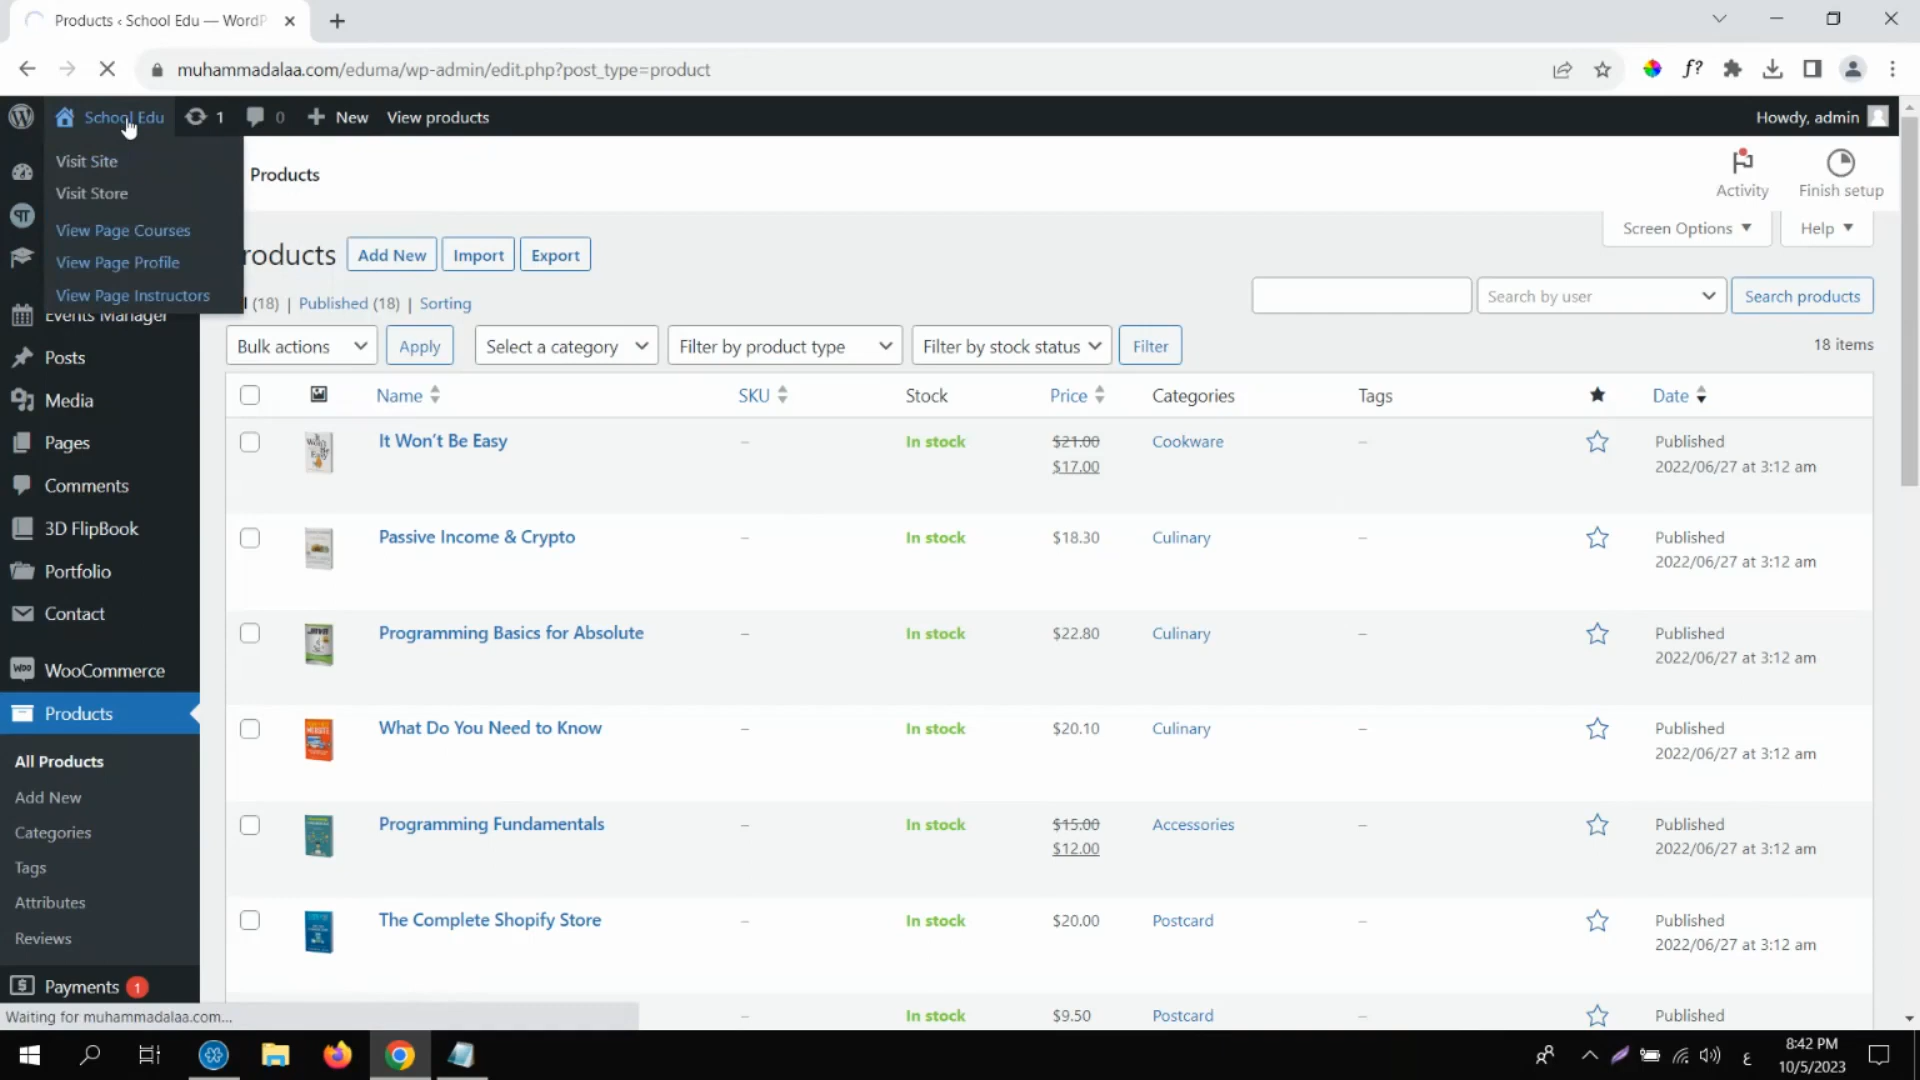 Products ‹ School Edu — WordP
muhammadalaa.com/eduma/wp-admin/edit.php?post_type=product
f?
School Edu
1
0
New
View products
Howdy, admin
Visit Site
Visit Store
View Page Courses
View Page Profile
View Page Instructors
Products
Activity
Finish setup
Screen Options
Help
roducts
Add New
Import
Export
(18) | Published (18) | Sorting
Search by user
Search products
Bulk actions
Apply
Select a category
Filter by product type
Filter by stock status
Filter
18 items
Events Manager
Posts
Media
Pages
Comments
3D FlipBook
Portfolio
Contact
WooCommerce
Products
All Products
Add New
Categories
Tags
Attributes
Reviews
Payments 1
Name
SKU
Stock
Price
Categories
Tags
Date
It Won't Be Easy
–
In stock
$21.00
$17.00
Cookware
–
Published
2022/06/27 at 3:12 am
Passive Income & Crypto
–
In stock
$18.30
Culinary
–
Published
2022/06/27 at 3:12 am
Programming Basics for Absolute
–
In stock
$22.80
Culinary
–
Published
2022/06/27 at 3:12 am
What Do You Need to Know
–
In stock
$20.10
Culinary
–
Published
2022/06/27 at 3:12 am
Programming Fundamentals
–
In stock
$15.00
$12.00
Accessories
–
Published
2022/06/27 at 3:12 am
The Complete Shopify Store
–
In stock
$20.00
Postcard
–
Published
2022/06/27 at 3:12 am
–
In stock
$9.50
Postcard
–
Published
Waiting for muhammadalaa.com...
ع
8:42 PM
10/5/2023